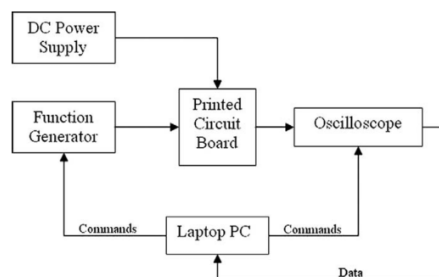 DC Power
Supply
Function
Generator
Printed
Circuit
Board
Oscilloscope
Commands
Laptop PC
Commands
Data